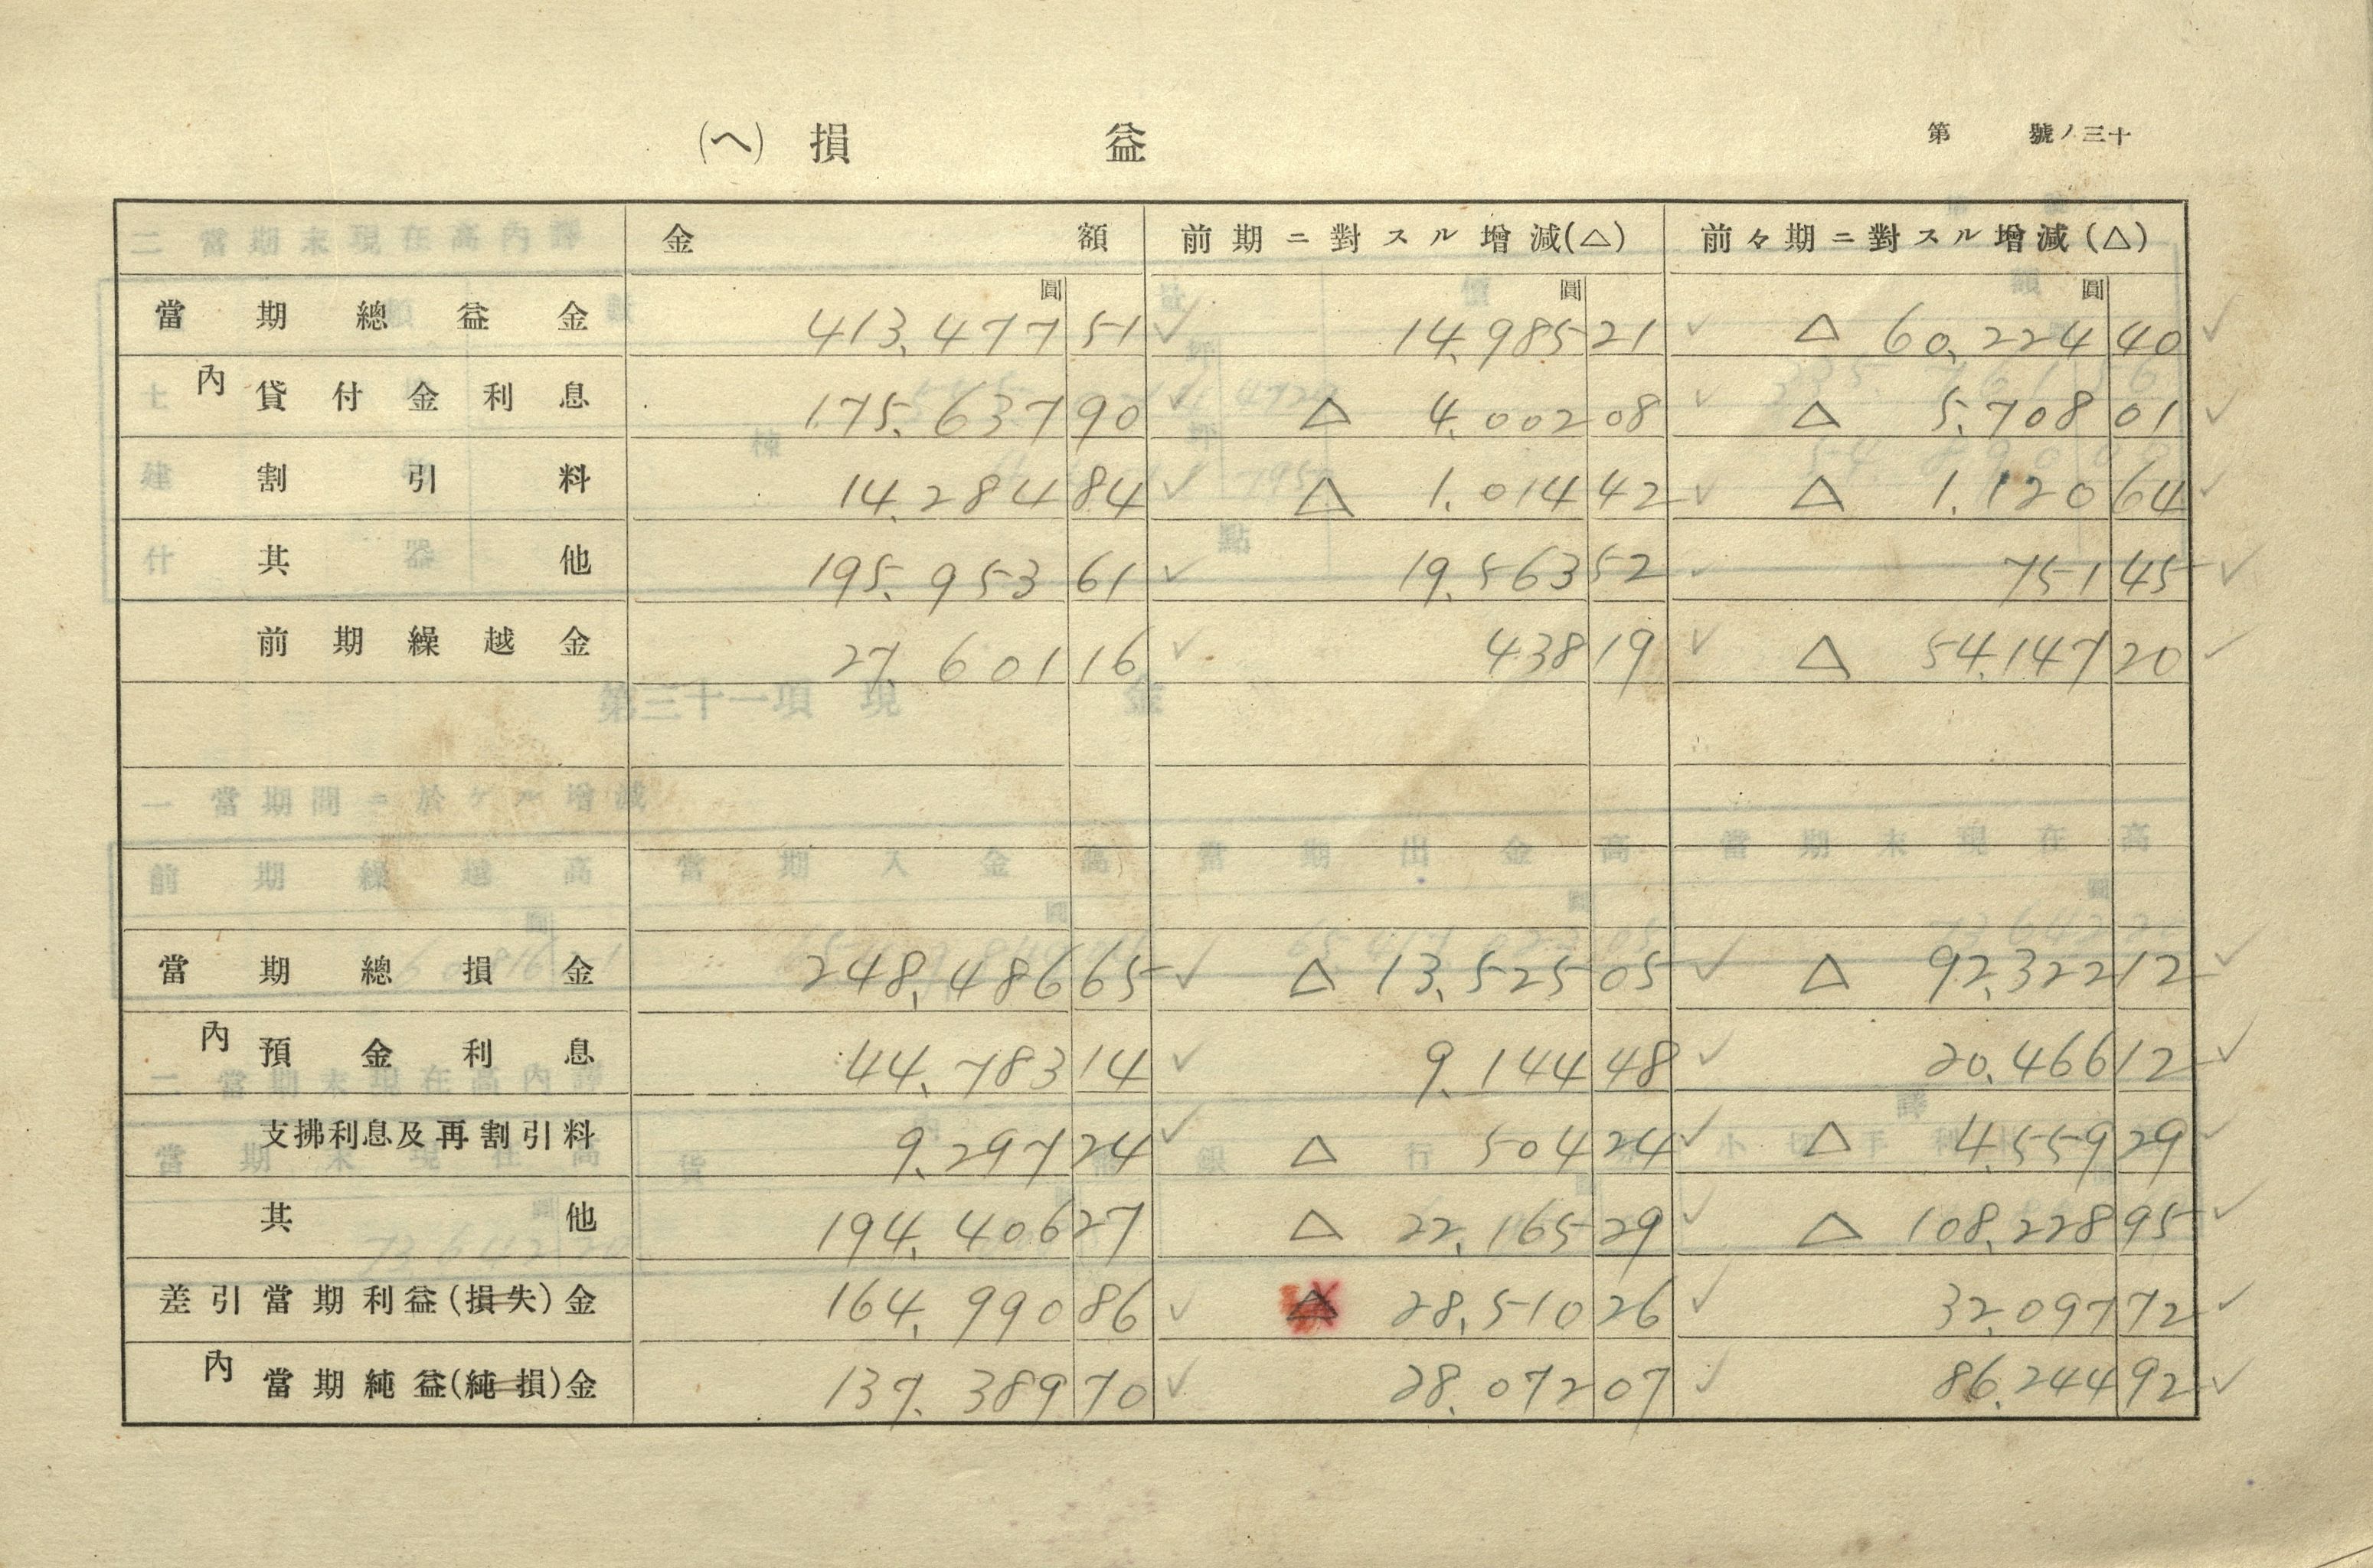 第　　號ノ三十
(ヘ) 損　　益
金　額　前期ニ對スル增減(△)　前々期ニ對スル增減(△)
圓　圓　圓
當期總益金　413,477 51 ✓　14,985 21 ✓　△ 60,224 40 ✓
內 貸付金利息　175,637 90 ✓　△ 4,002 08 ✓　△ 5,708 01 ✓
割引料　14,284 84 ✓　△ 1,014 42 ✓　△ 1,120 64 ✓
其他　195,953 61 ✓　19,563 52 ✓　751 45 ✓
前期繰越金　27,601 16 ✓　438 19 ✓　△ 54,147 20 ✓
當期總損金　248,486 65 ✓　△ 13,525 05 ✓　△ 92,322 12 ✓
內 預金利息　44,783 14 ✓　9,144 48 ✓　20,466 12 ✓
支拂利息及再割引料　9,297 24 ✓　△ 504 24 ✓　△ 4,559 29 ✓
其他　194,406 27　△ 22,165 29 ✓　△ 108,228 95 ✓
差引當期利益(損失)金　164,990 86 ✓　28,510 26 ✓　32,097 72 ✓
內 當期純益(純損)金　137,389 70 ✓　28,072 07 ✓　86,244 92 ✓